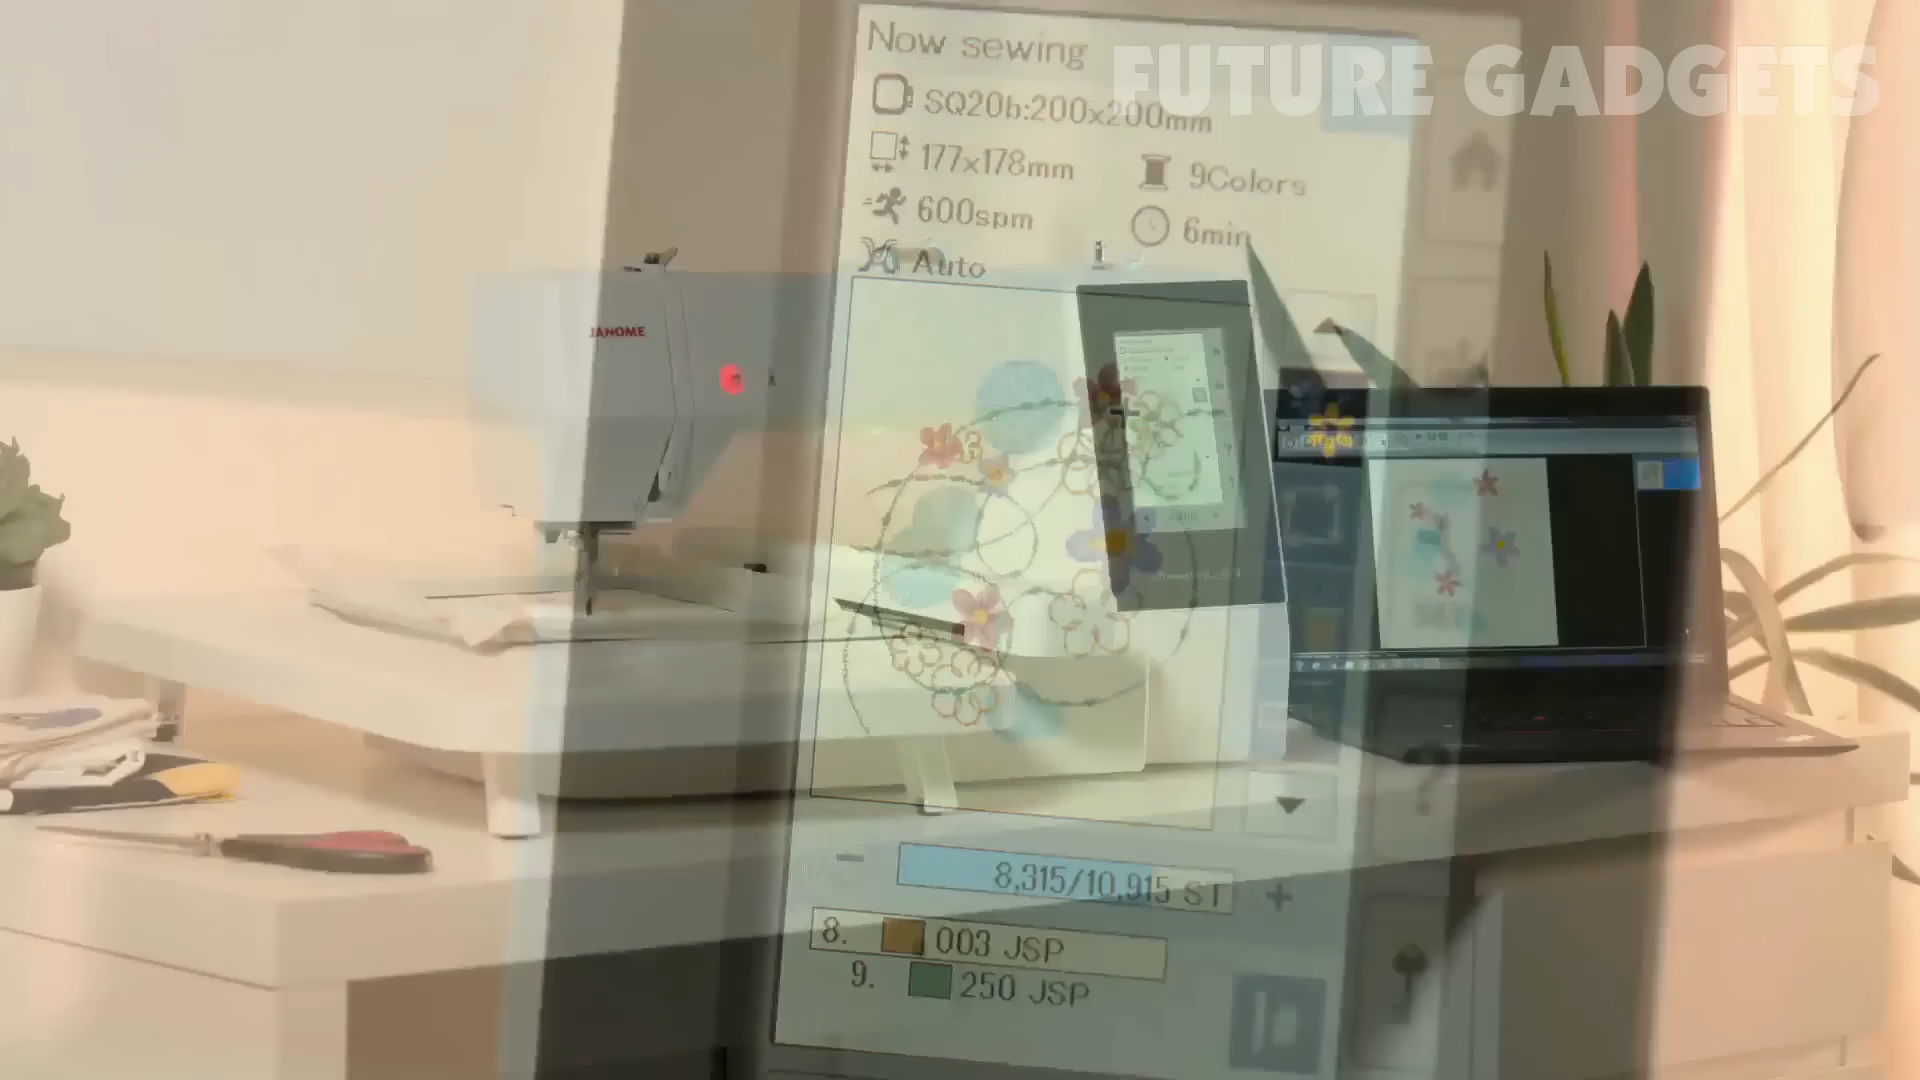 Now sewing
FUTURE GADGETS
SQ20b:200x200mm
177x178mm
9Colors
600spm
6min
Auto
JANOME
8,315/10,915 ST
8. 003 JSP
9. 250 JSP